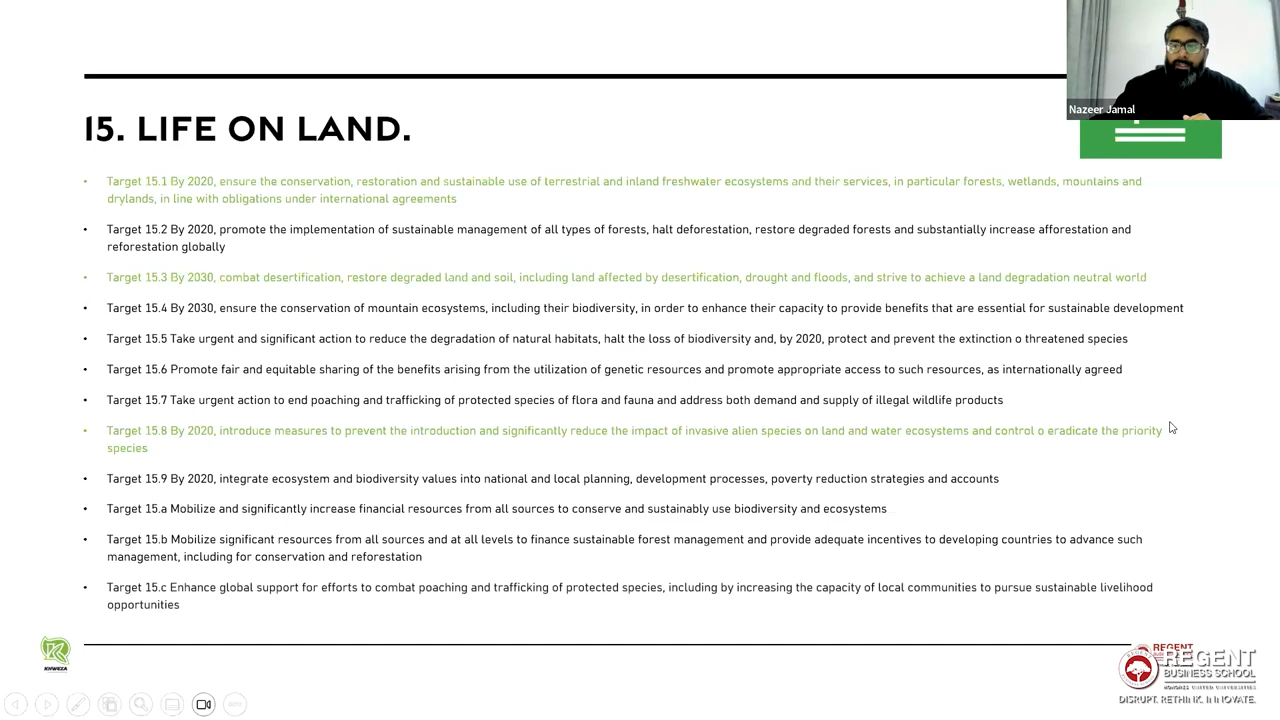 Nazeer Jamal
15. LIFE ON LAND.
• Target 15.1 By 2020, ensure the conservation, restoration and sustainable use of terrestrial and inland freshwater ecosystems and their services, in particular forests, wetlands, mountains and
drylands, in line with obligations under international agreements
• Target 15.2 By 2020, promote the implementation of sustainable management of all types of forests, halt deforestation, restore degraded forests and substantially increase afforestation and
reforestation globally
• Target 15.3 By 2030, combat desertification, restore degraded land and soil, including land affected by desertification, drought and floods, and strive to achieve a land degradation neutral world
• Target 15.4 By 2030, ensure the conservation of mountain ecosystems, including their biodiversity, in order to enhance their capacity to provide benefits that are essential for sustainable development
• Target 15.5 Take urgent and significant action to reduce the degradation of natural habitats, halt the loss of biodiversity and, by 2020, protect and prevent the extinction o threatened species
• Target 15.6 Promote fair and equitable sharing of the benefits arising from the utilization of genetic resources and promote appropriate access to such resources, as internationally agreed
• Target 15.7 Take urgent action to end poaching and trafficking of protected species of flora and fauna and address both demand and supply of illegal wildlife products
• Target 15.8 By 2020, introduce measures to prevent the introduction and significantly reduce the impact of invasive alien species on land and water ecosystems and control o eradicate the priority
species
• Target 15.9 By 2020, integrate ecosystem and biodiversity values into national and local planning, development processes, poverty reduction strategies and accounts
• Target 15.a Mobilize and significantly increase financial resources from all sources to conserve and sustainably use biodiversity and ecosystems
• Target 15.b Mobilize significant resources from all sources and at all levels to finance sustainable forest management and provide adequate incentives to developing countries to advance such
management, including for conservation and reforestation
• Target 15.c Enhance global support for efforts to combat poaching and trafficking of protected species, including by increasing the capacity of local communities to pursue sustainable livelihood
opportunities
KHWEZA
REGENT
REGENT
BUSINESS SCHOOL
DISRUPT. RETHINK. INNOVATE.